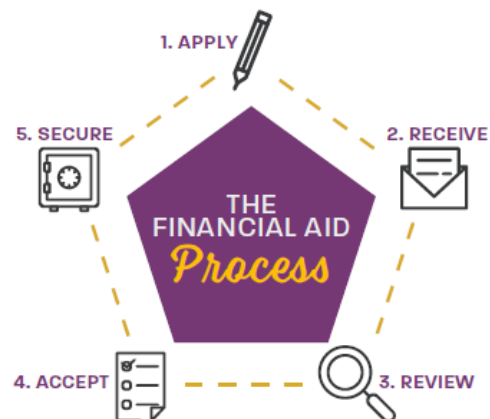 1. APPLY
5. SECURE
2. RECEIVE
THE
FINANCIAL AID
Process
4. ACCEPT
3. REVIEW